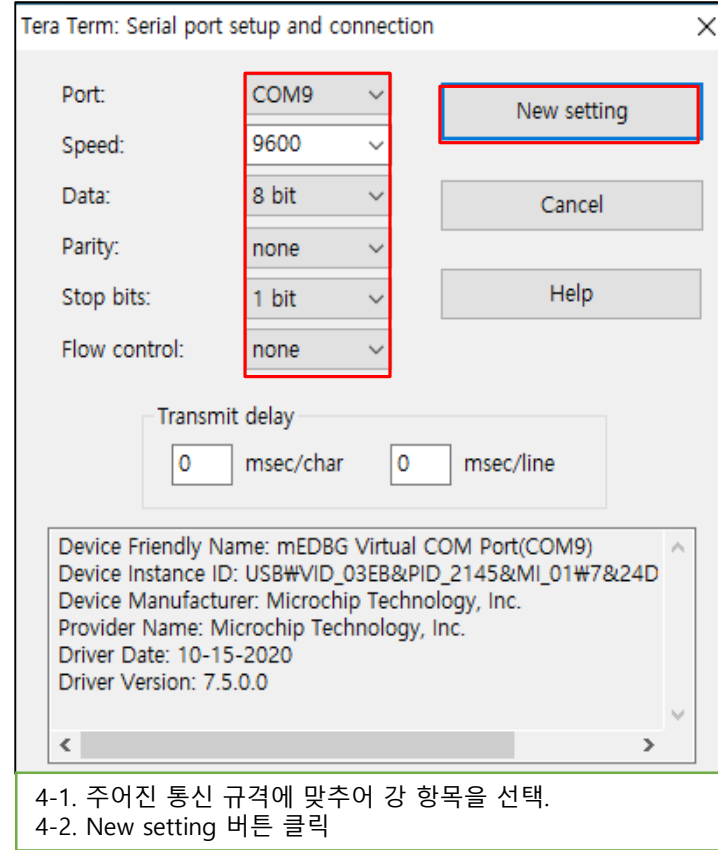 Tera Term: Serial port setup and connection
Port: COM9
New setting
Speed: 9600
Data: 8 bit
Cancel
Parity: none
Stop bits: 1 bit
Help
Flow control: none
Transmit delay
0 msec/char 0 msec/line
Device Friendly Name: mEDBG Virtual COM Port(COM9)
Device Instance ID: USB₩VID_03EB&PID_2145&MI_01₩7&24D
Device Manufacturer: Microchip Technology, Inc.
Provider Name: Microchip Technology, Inc.
Driver Date: 10-15-2020
Driver Version: 7.5.0.0
4-1. 주어진 통신 규격에 맞추어 강 항목을 선택.
4-2. New setting 버튼 클릭